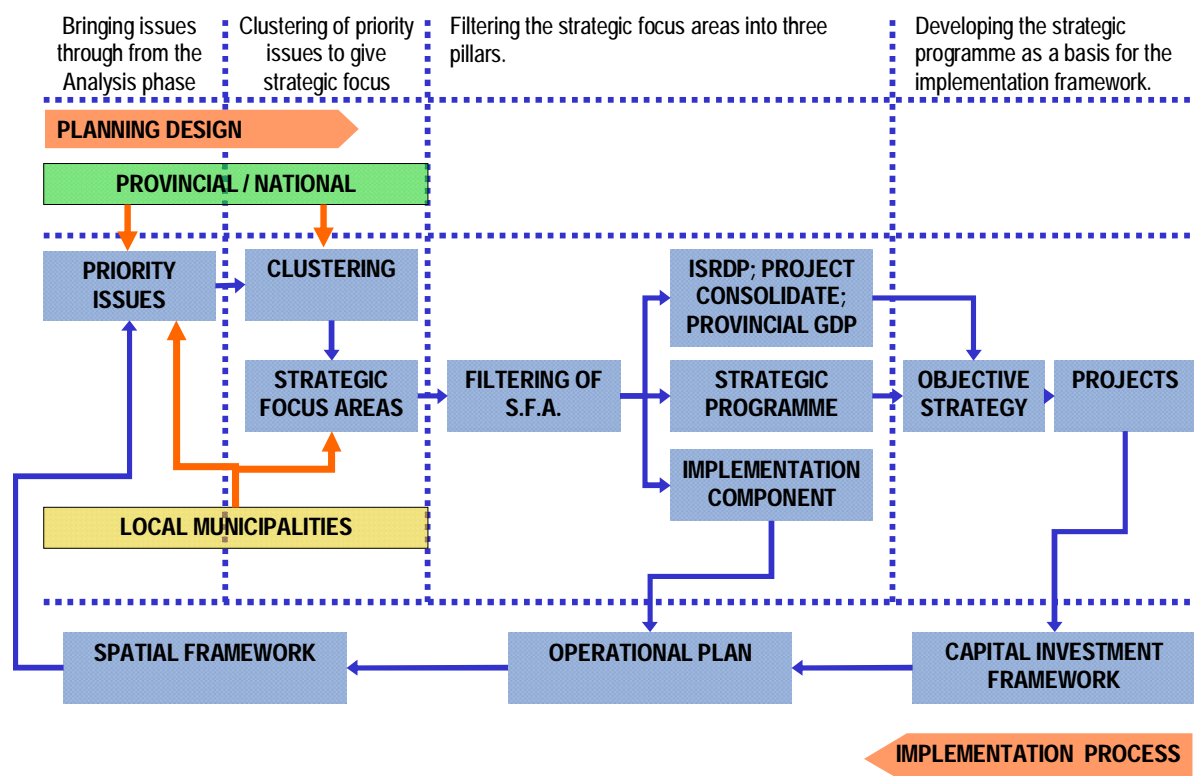 Bringing issues
through from the
Analysis phase
Clustering of priority
issues to give
strategic focus
Filtering the strategic focus areas into three
pillars.
Developing the strategic
programme as a basis for the
implementation framework.
PLANNING DESIGN
PROVINCIAL / NATIONAL
PRIORITY
ISSUES
CLUSTERING
ISRDP; PROJECT
CONSOLIDATE;
PROVINCIAL GDP
STRATEGIC
FOCUS AREAS
FILTERING OF
S.F.A.
STRATEGIC
PROGRAMME
OBJECTIVE
STRATEGY
PROJECTS
IMPLEMENTATION
COMPONENT
LOCAL MUNICIPALITIES
SPATIAL FRAMEWORK
OPERATIONAL PLAN
CAPITAL INVESTMENT
FRAMEWORK
IMPLEMENTATION PROCESS